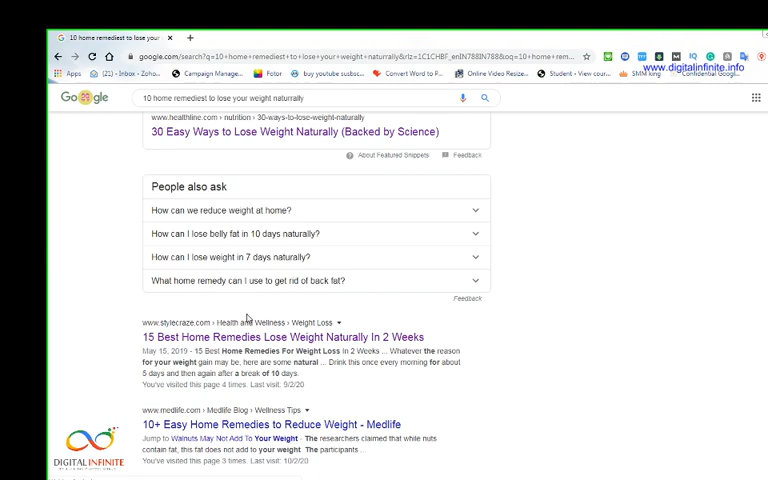 10 home remediest to lose your
google.com/search?q=10+home+remediest+to+lose+your+weight+naturrally&rlz=1C1CHBF_enIN788IN788&oq=10+home+rem...
Apps (21) - Inbox - Zoho... Campaign Manage... Fotor buy youtube subsc... Convert Word to P... Online Video Resize... Student › View cour... SMM king Confidential Googl...
www.digitalinfinite.info
Google 10 home remediest to lose your weight naturrally
www.healthline.com › nutrition › 30-ways-to-lose-weight-naturally
30 Easy Ways to Lose Weight Naturally (Backed by Science)
About Featured Snippets Feedback
People also ask
How can we reduce weight at home?
How can I lose belly fat in 10 days naturally?
How can I lose weight in 7 days naturally?
What home remedy can I use to get rid of back fat?
Feedback
www.stylecraze.com › Health and Wellness › Weight Loss
15 Best Home Remedies Lose Weight Naturally In 2 Weeks
May 15, 2019 - 15 Best Home Remedies For Weight Loss In 2 Weeks ... Whatever the reason
for your weight gain may be, here are some natural ... Drink this once every morning for about
5 days and then again after a break of 10 days.
You've visited this page 4 times. Last visit: 9/2/20
www.medlife.com › Medlife Blog › Wellness Tips
10+ Easy Home Remedies to Reduce Weight - Medlife
Jump to Walnuts May Not Add To Your Weight - The researchers claimed that while nuts
contain fat, this fat does not add to your weight. The participants ...
You've visited this page 3 times. Last visit: 10/2/20
DIGITAL INFINITE